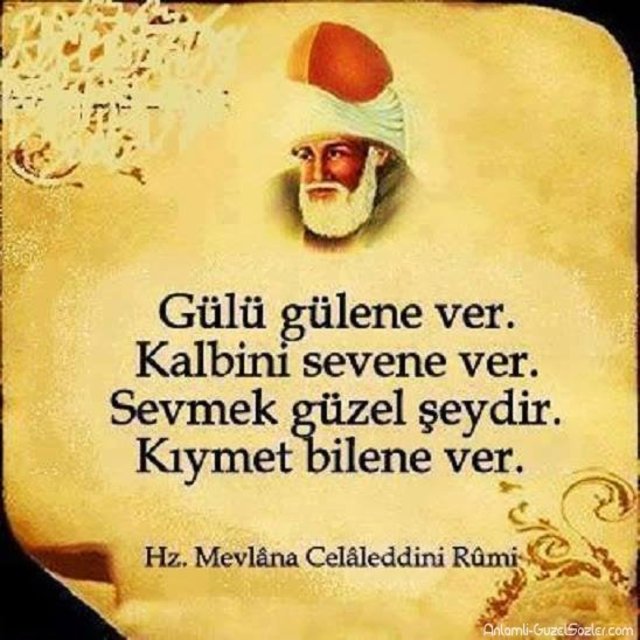 Gülü gülene ver.
Kalbini sevene ver.
Sevmek güzel şeydir.
Kıymet bilene ver.
Hz. Mevlâna Celâleddini Rûmi
Anlamli-GuzelSozler.com